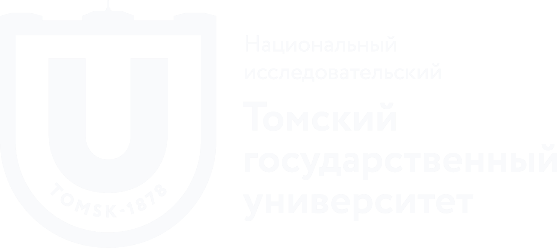 Национальный
исследовательский
Томский
государственный
университет
U
TOMSK·1878